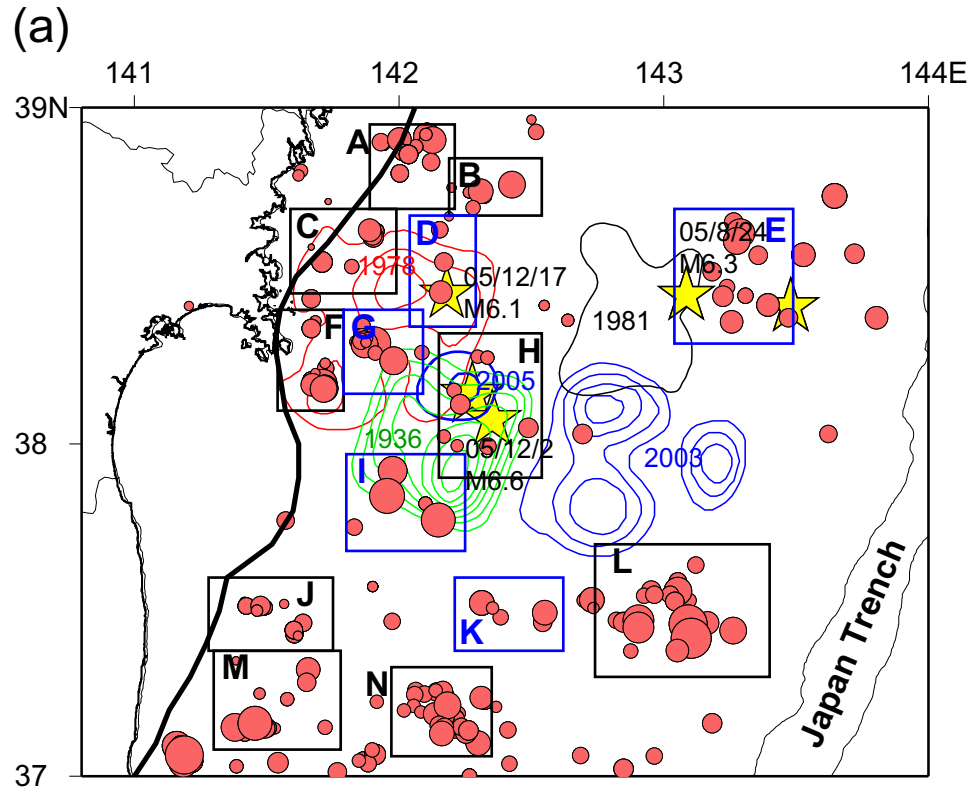 (a)
141 142 143 144E
39N
A
B
C
D
05/8/24 E
M6.3
1978
05/12/17
M6.1
1981
F G
H
2005
38
1936
05/12/2
M6.6
2003
I
L
J
K
M
N
Japan Trench
37